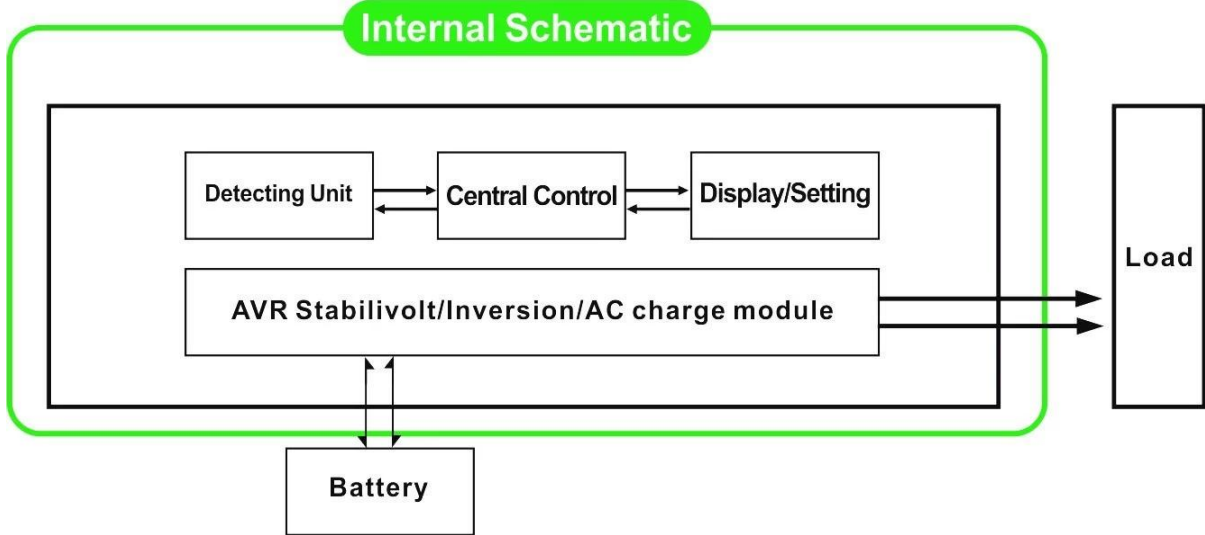 Internal Schematic
Detecting Unit
Central Control
Display/Setting
AVR Stabilivolt/Inversion/AC charge module
Load
Battery